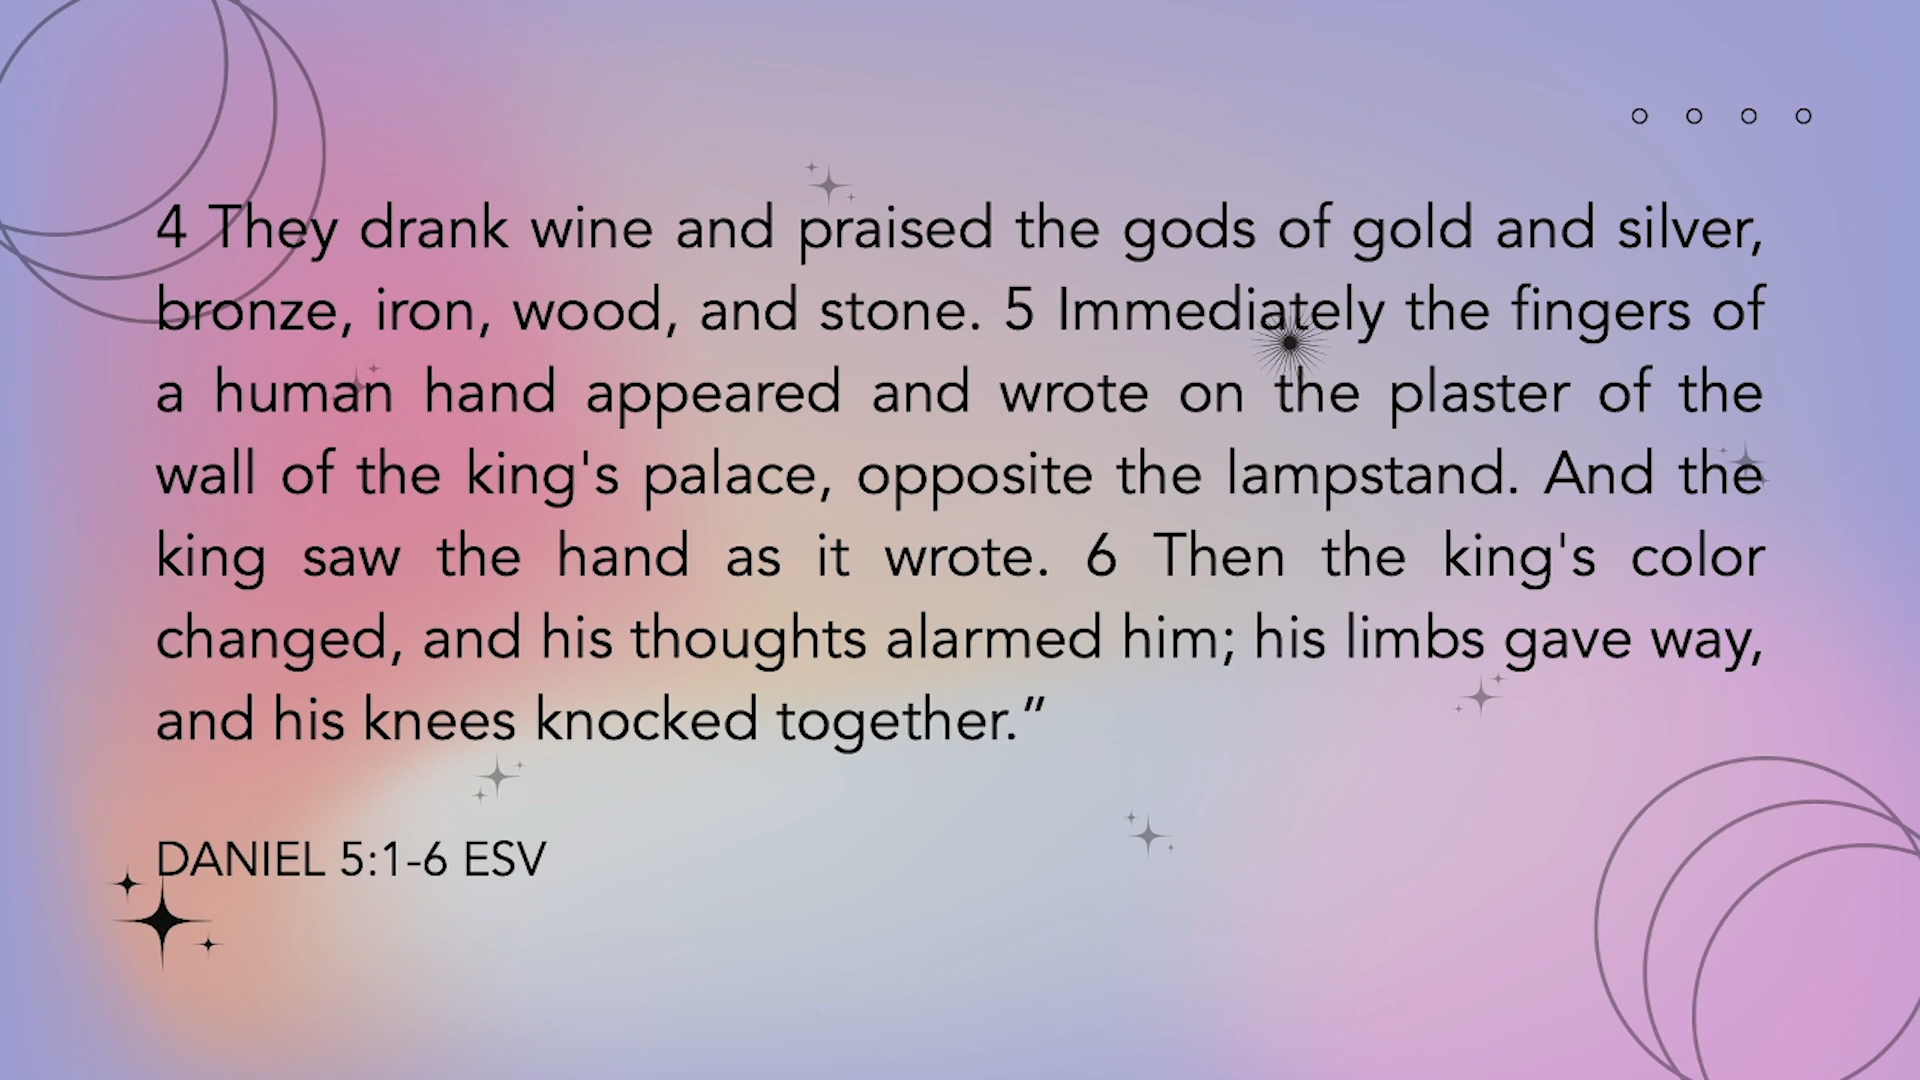 4 They drank wine and praised the gods of gold and silver,
bronze, iron, wood, and stone. 5 Immediately the fingers of
a human hand appeared and wrote on the plaster of the
wall of the king's palace, opposite the lampstand. And the
king saw the hand as it wrote. 6 Then the king's color
changed, and his thoughts alarmed him; his limbs gave way,
and his knees knocked together.”
DANIEL 5:1-6 ESV